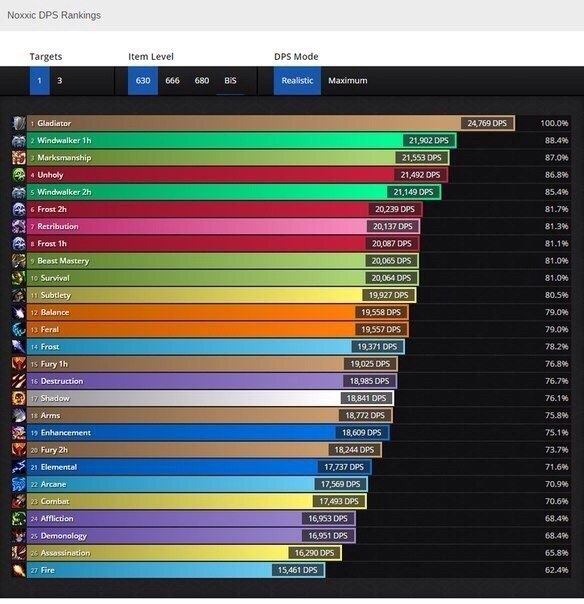 Noxxic DPS Rankings
Targets Item Level DPS Mode
1 3 630 666 680 BiS Realistic Maximum
1 Gladiator 24,769 DPS 100.0%
2 Windwalker 1h 21,902 DPS 88.4%
3 Marksmanship 21,553 DPS 87.0%
4 Unholy 21,492 DPS 86.8%
5 Windwalker 2h 21,149 DPS 85.4%
6 Frost 2h 20,239 DPS 81.7%
7 Retribution 20,137 DPS 81.3%
8 Frost 1h 20,087 DPS 81.1%
9 Beast Mastery 20,065 DPS 81.0%
10 Survival 20,064 DPS 81.0%
11 Subtlety 19,927 DPS 80.5%
12 Balance 19,558 DPS 79.0%
13 Feral 19,557 DPS 79.0%
14 Frost 19,371 DPS 78.2%
15 Fury 1h 19,025 DPS 76.8%
16 Destruction 18,985 DPS 76.7%
17 Shadow 18,841 DPS 76.1%
18 Arms 18,772 DPS 75.8%
19 Enhancement 18,609 DPS 75.1%
20 Fury 2h 18,244 DPS 73.7%
21 Elemental 17,737 DPS 71.6%
22 Arcane 17,569 DPS 70.9%
23 Combat 17,493 DPS 70.6%
24 Affliction 16,953 DPS 68.4%
25 Demonology 16,951 DPS 68.4%
26 Assassination 16,290 DPS 65.8%
27 Fire 15,461 DPS 62.4%